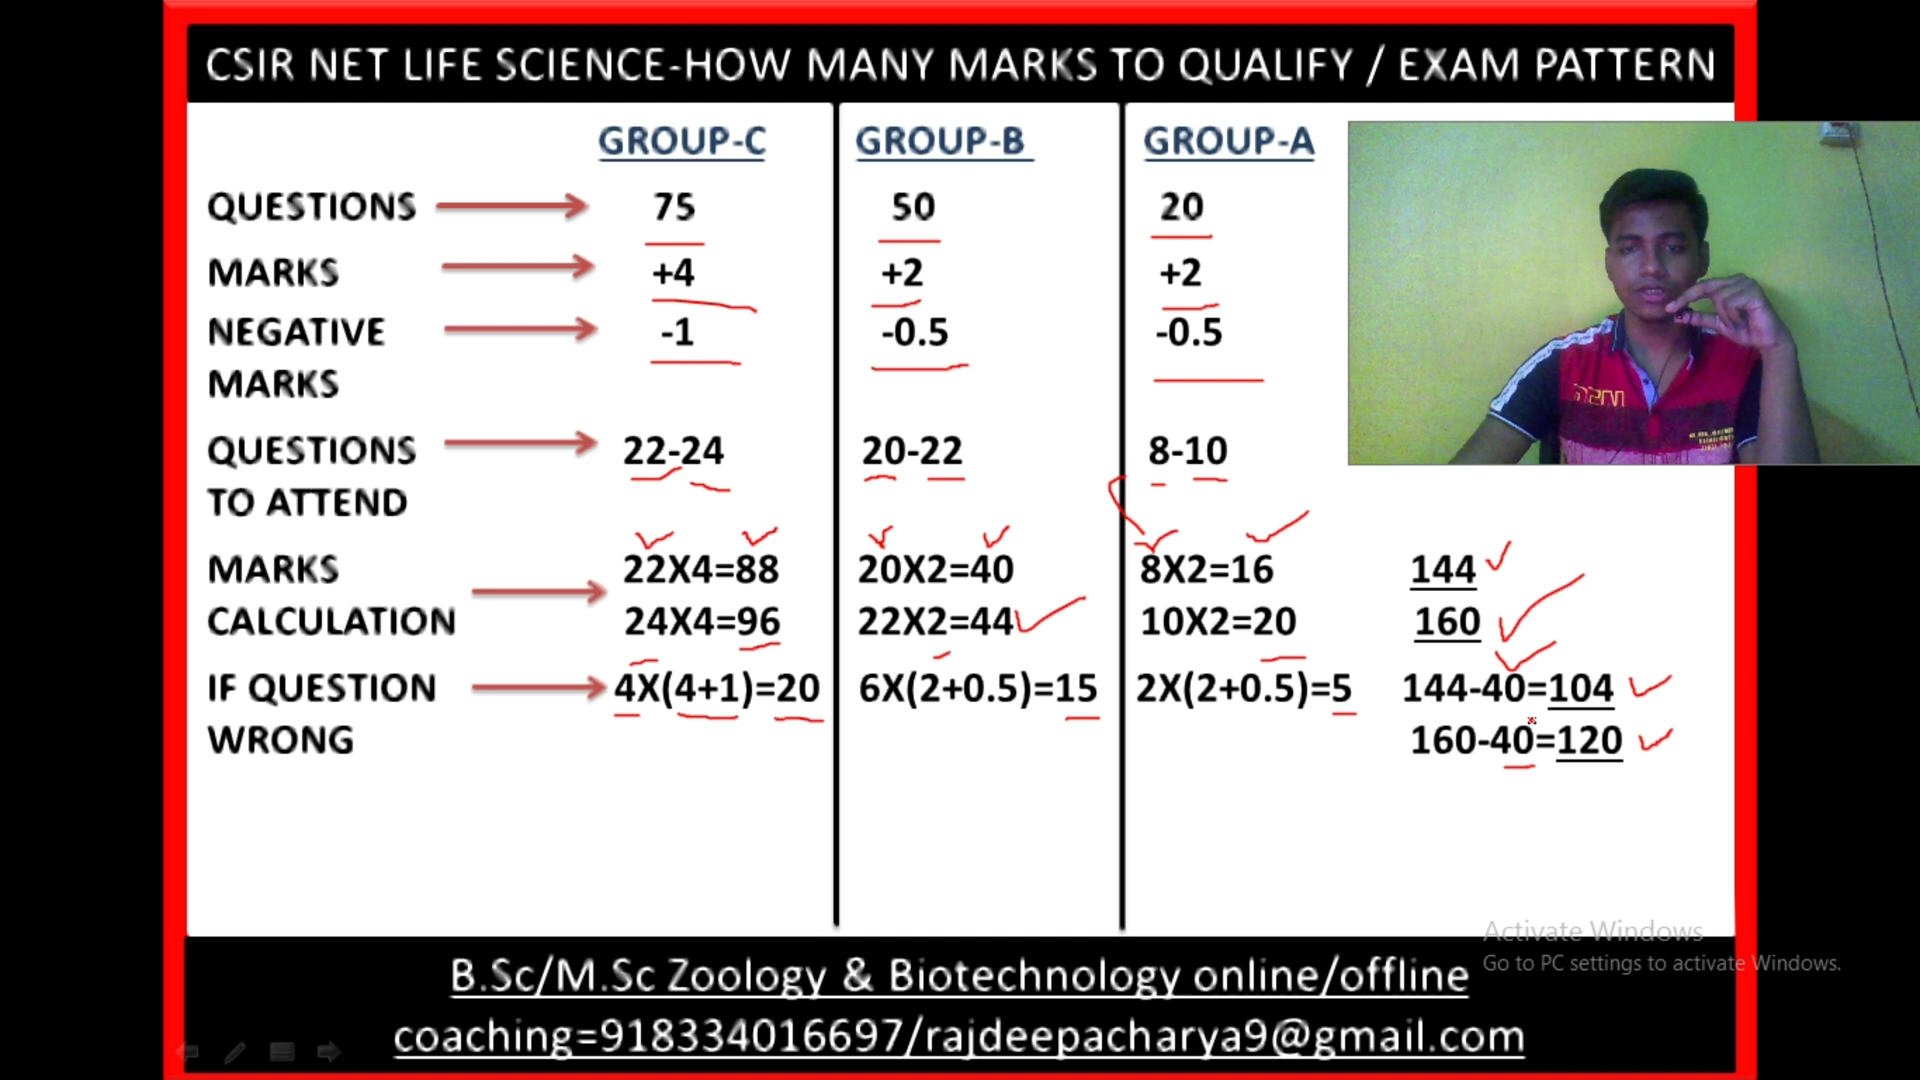 CSIR NET LIFE SCIENCE-HOW MANY MARKS TO QUALIFY / EXAM PATTERN
GROUP-C GROUP-B GROUP-A
QUESTIONS 75 50 20
MARKS +4 +2 +2
NEGATIVE -1 -0.5 -0.5
MARKS
QUESTIONS 22-24 20-22 8-10
TO ATTEND
MARKS 22X4=88 20X2=40 8X2=16 144
CALCULATION 24X4=96 22X2=44 10X2=20 160
IF QUESTION 4X(4+1)=20 6X(2+0.5)=15 2X(2+0.5)=5 144-40=104
WRONG 160-40=120
Activate Windows
Go to PC settings to activate Windows.
B.Sc/M.Sc Zoology & Biotechnology online/offline
coaching=918334016697/rajdeepacharya9@gmail.com